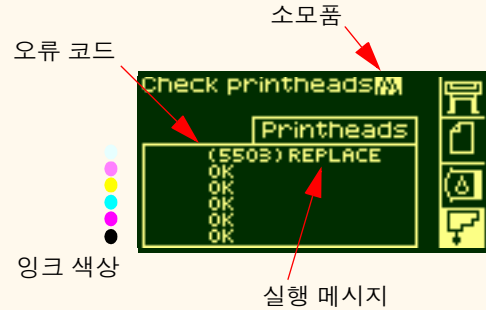 소모품
오류 코드
Check printheads
Printheads
(5503) REPLACE
OK
OK
OK
OK
OK
잉크 색상
실행 메시지